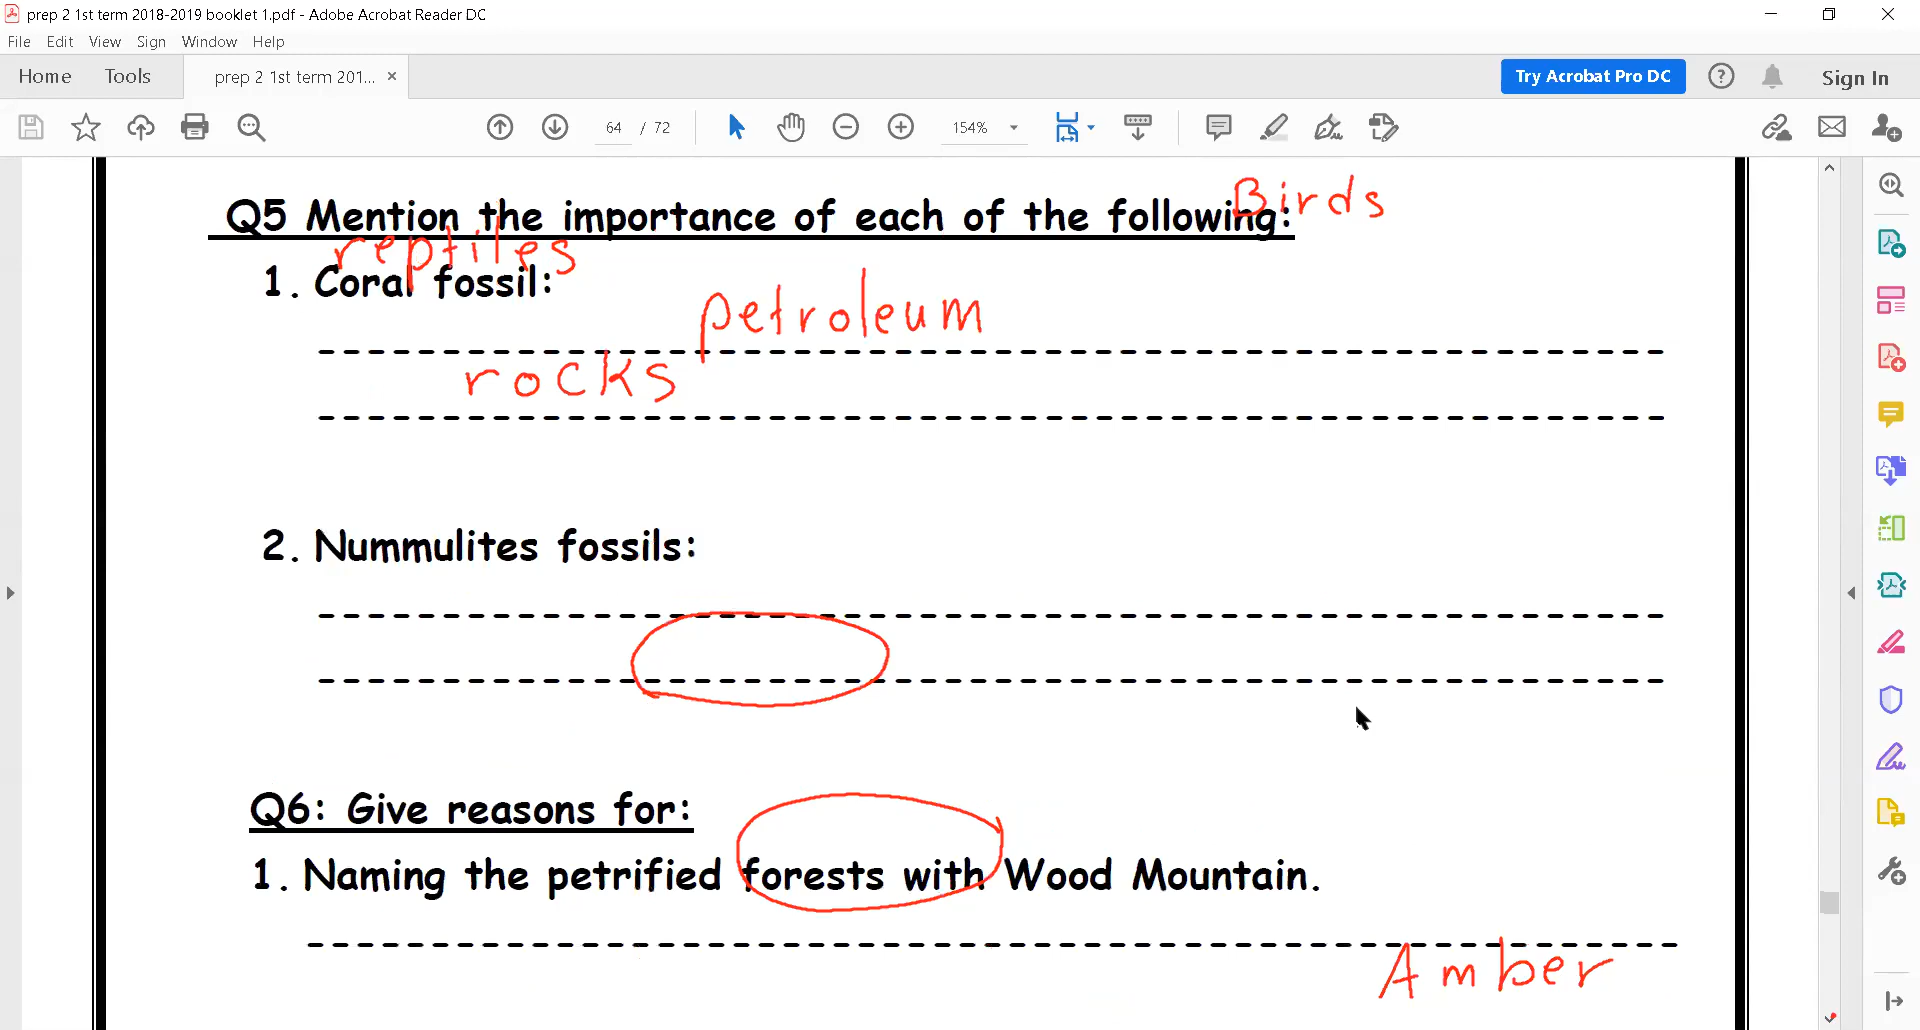 prep 2 1st term 2018-2019 booklet 1.pdf - Adobe Acrobat Reader DC
File Edit View Sign Window Help
Home Tools prep 2 1st term 201... × Try Acrobat Pro DC ? Sign In
64 / 72 154%
Birds
Q5 Mention the importance of each of the following:
reptiles
1. Coral fossil:
petroleum
rocks
2. Nummulites fossils:
Q6: Give reasons for:
1. Naming the petrified forests with Wood Mountain.
Amber